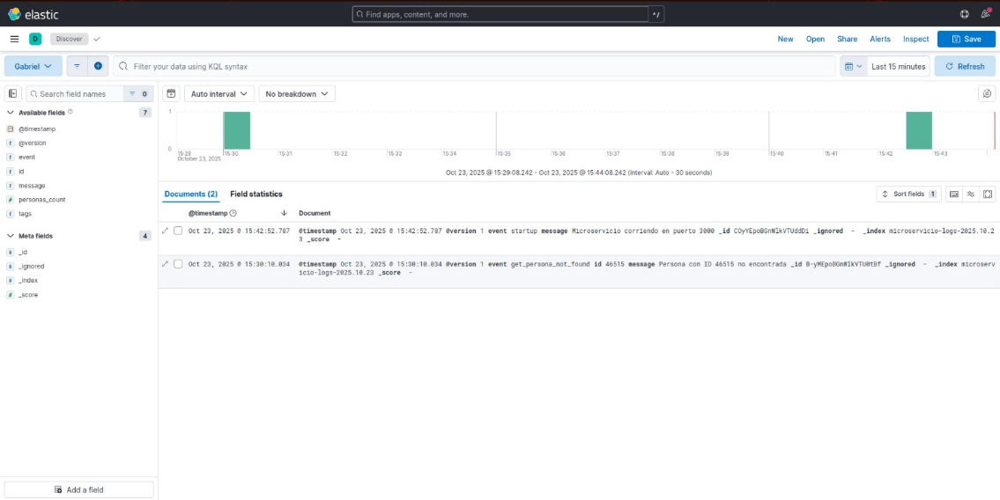 elastic
Find apps, content, and more.
^/
D
Discover
New
Open
Share
Alerts
Inspect
Save
Gabriel
Filter your data using KQL syntax
Last 15 minutes
Refresh
Search field names
0
Auto interval
No breakdown
Available fields
7
@timestamp
@version
event
id
message
personas_count
tags
Meta fields
4
_id
_ignored
_index
_score
Add a field
1
0
15:29 15:30 15:31 15:32 15:33 15:34 15:35 15:36 15:37 15:38 15:39 15:40 15:41 15:42 15:43
October 23, 2025
Oct 23, 2025 @ 15:29:08.242 - Oct 23, 2025 @ 15:44:08.242 (interval: Auto - 30 seconds)
Documents (2)
Field statistics
Sort fields 1
@timestamp
Document
Oct 23, 2025 @ 15:42:52.787 @timestamp Oct 23, 2025 @ 15:42:52.787 @version 1 event startup message Microservicio corriendo en puerto 3000 _id COyYEpoBGnWlkVTUddDi _ignored - _index microservicio-logs-2025.10.2
3 _score -
Oct 23, 2025 @ 15:30:10.034 @timestamp Oct 23, 2025 @ 15:30:10.034 @version 1 event get_persona_not_found id 46515 message Persona con ID 46515 no encontrada _id B-yMEpoBGnWlkVTU0tBf _ignored - _index microser
vicio-logs-2025.10.23 _score -